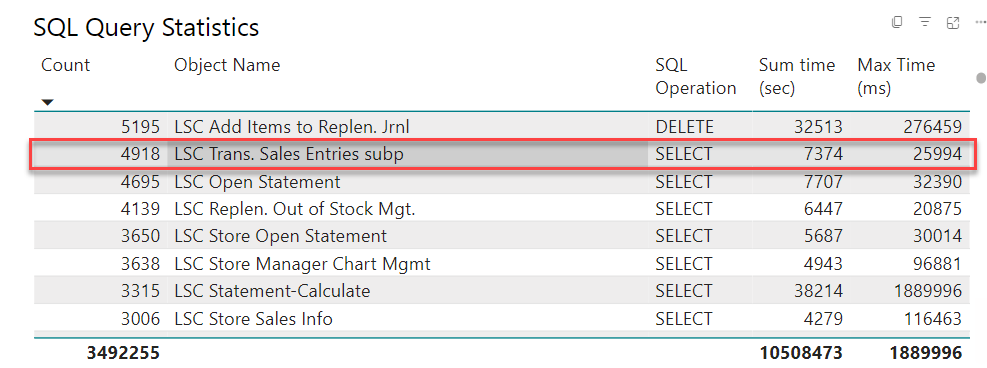 SQL Query Statistics
Count Object Name SQL Operation Sum time (sec) Max Time (ms)
5195 LSC Add Items to Replen. Jrnl DELETE 32513 276459
4918 LSC Trans. Sales Entries subp SELECT 7374 25994
4695 LSC Open Statement SELECT 7707 32390
4139 LSC Replen. Out of Stock Mgt. SELECT 6447 20875
3650 LSC Store Open Statement SELECT 5687 30014
3638 LSC Store Manager Chart Mgmt SELECT 4943 96881
3315 LSC Statement-Calculate SELECT 38214 1889996
3006 LSC Store Sales Info SELECT 4279 116463
3492255 10508473 1889996